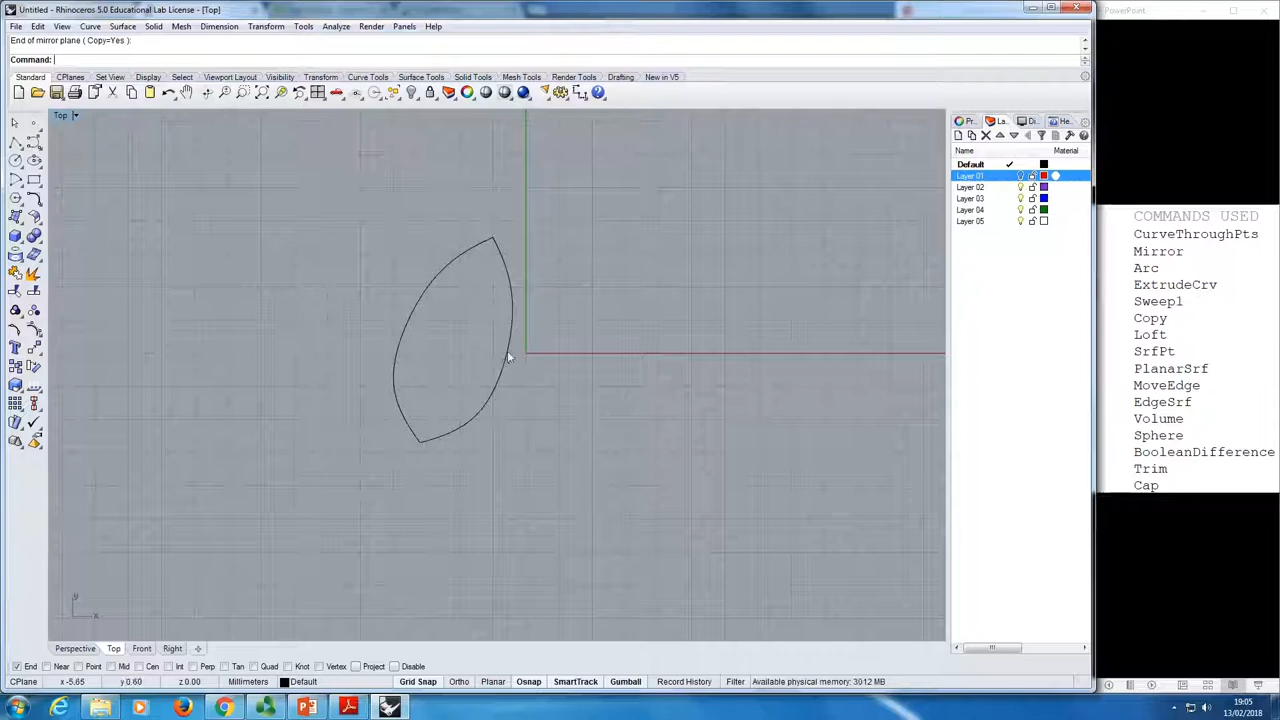 Untitled - Rhinoceros 5.0 Educational Lab License - [Top]
PowerPoint
File Edit View Curve Surface Solid Mesh Dimension Transform Tools Analyze Render Panels Help
End of mirror plane ( Copy=Yes ):
Command:
Standard CPlanes Set View Display Select Viewport Layout Visibility Transform Curve Tools Surface Tools Solid Tools Mesh Tools Render Tools Drafting New in V5
Top
Pr... La... Di... He...
Name Material
Default
Layer 01
Layer 02
Layer 03
Layer 04
Layer 05
COMMANDS USED
CurveThroughPts
Mirror
Arc
ExtrudeCrv
Sweep1
Copy
Loft
SrfPt
PlanarSrf
MoveEdge
EdgeSrf
Volume
Sphere
BooleanDifference
Trim
Cap
y
x
Perspective Top Front Right
End Near Point Mid Cen Int Perp Tan Quad Knot Vertex Project Disable
CPlane x -5.65 y 0.60 z 0.00 Millimeters Default Grid Snap Ortho Planar Osnap SmartTrack Gumball Record History Filter Available physical memory: 3012 MB
19:05
13/02/2018